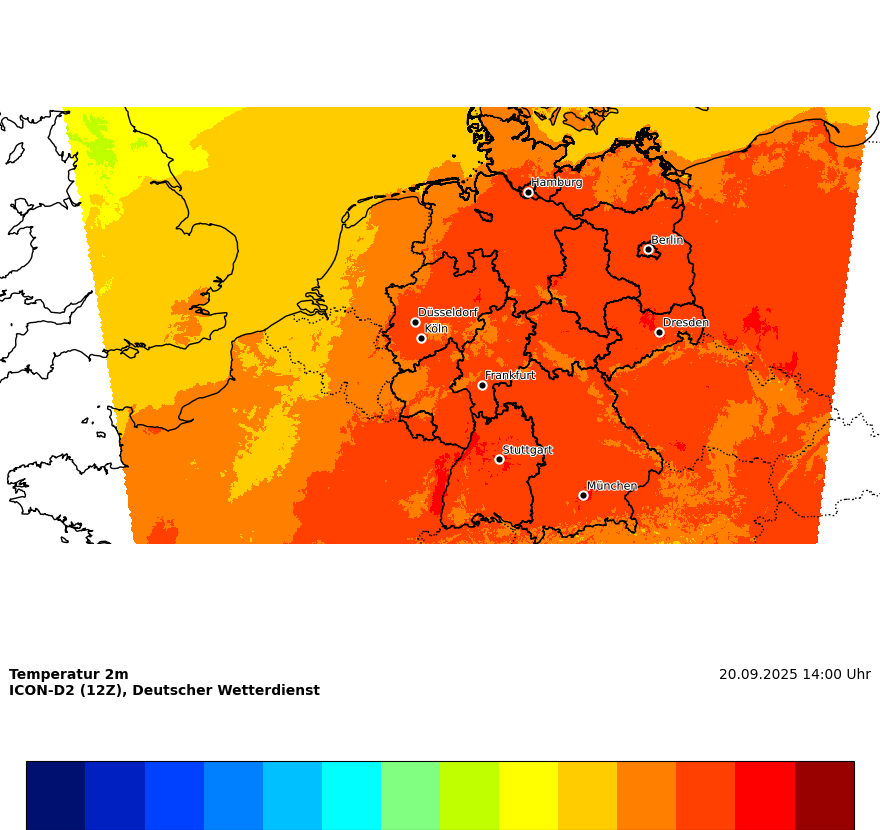 Hamburg
Berlin
Düsseldorf
Köln
Dresden
Frankfurt
Stuttgart
München
Temperatur 2m
20.09.2025 14:00 Uhr
ICON-D2 (12Z), Deutscher Wetterdienst